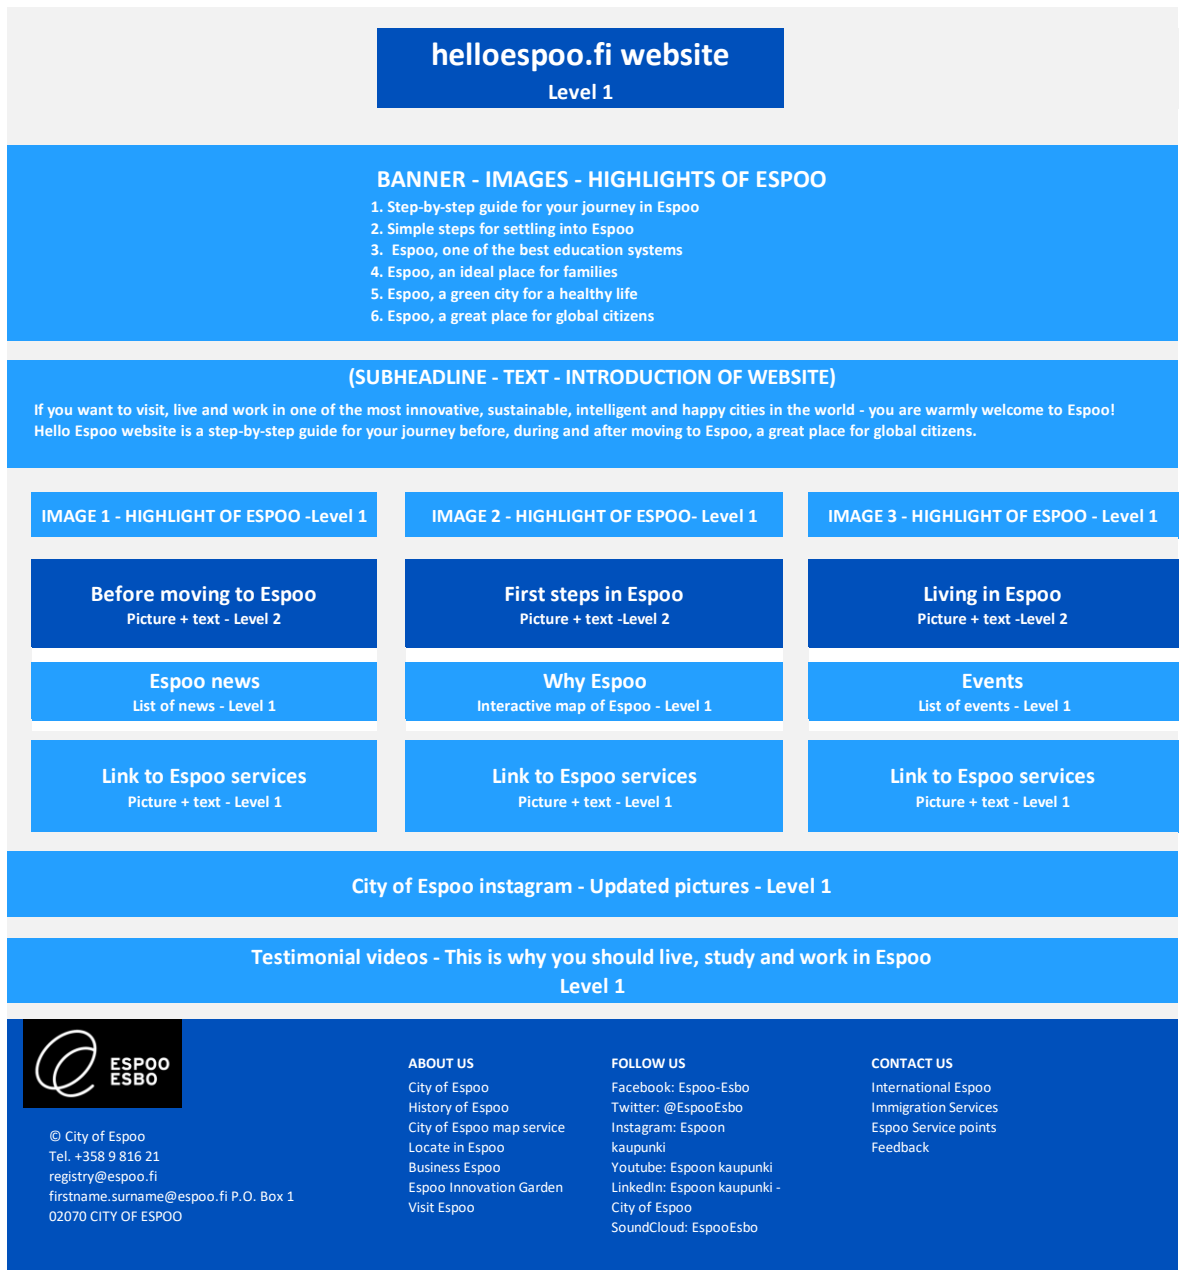 helloespoo.fi website
Level 1
BANNER - IMAGES - HIGHLIGHTS OF ESPOO
1. Step-by-step guide for your journey in Espoo
2. Simple steps for settling into Espoo
3.  Espoo, one of the best education systems
4. Espoo, an ideal place for families
5. Espoo, a green city for a healthy life
6. Espoo, a great place for global citizens
(SUBHEADLINE - TEXT - INTRODUCTION OF WEBSITE)
If you want to visit, live and work in one of the most innovative, sustainable, intelligent and happy cities in the world - you are warmly welcome to Espoo!
Hello Espoo website is a step-by-step guide for your journey before, during and after moving to Espoo, a great place for global citizens.
IMAGE 1 - HIGHLIGHT OF ESPOO -Level 1
IMAGE 2 - HIGHLIGHT OF ESPOO- Level 1
IMAGE 3 - HIGHLIGHT OF ESPOO - Level 1
Before moving to Espoo
Picture + text - Level 2
First steps in Espoo
Picture + text -Level 2
Living in Espoo
Picture + text -Level 2
Espoo news
List of news - Level 1
Why Espoo
Interactive map of Espoo - Level 1
Events
List of events - Level 1
Link to Espoo services
Picture + text - Level 1
Link to Espoo services
Picture + text - Level 1
Link to Espoo services
Picture + text - Level 1
City of Espoo instagram - Updated pictures - Level 1
Testimonial videos - This is why you should live, study and work in Espoo
Level 1
ESPOO
ESBO
© City of Espoo
Tel. +358 9 816 21
registry@espoo.fi
firstname.surname@espoo.fi P.O. Box 1
02070 CITY OF ESPOO
ABOUT US
City of Espoo
History of Espoo
City of Espoo map service
Locate in Espoo
Business Espoo
Espoo Innovation Garden
Visit Espoo
FOLLOW US
Facebook: Espoo-Esbo
Twitter: @EspooEsbo
Instagram: Espoon
kaupunki
Youtube: Espoon kaupunki
LinkedIn: Espoon kaupunki -
City of Espoo
SoundCloud: EspooEsbo
CONTACT US
International Espoo
Immigration Services
Espoo Service points
Feedback